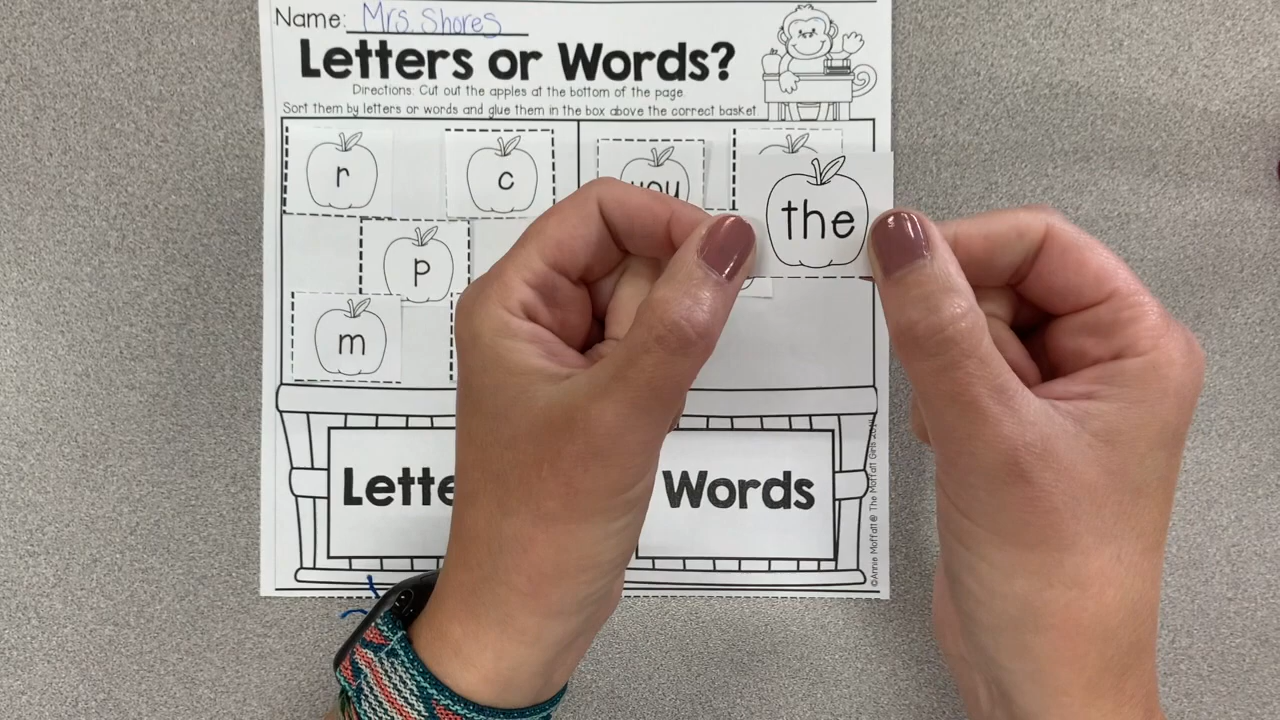 Name: Mrs. Shores
Letters or Words?
Directions: Cut out the apples at the bottom of the page.
Sort them by letters or words and glue them in the box above the correct basket.
r
c
you
the
p
m
Words
©Annie Moffatt@ The Moffatt Girls